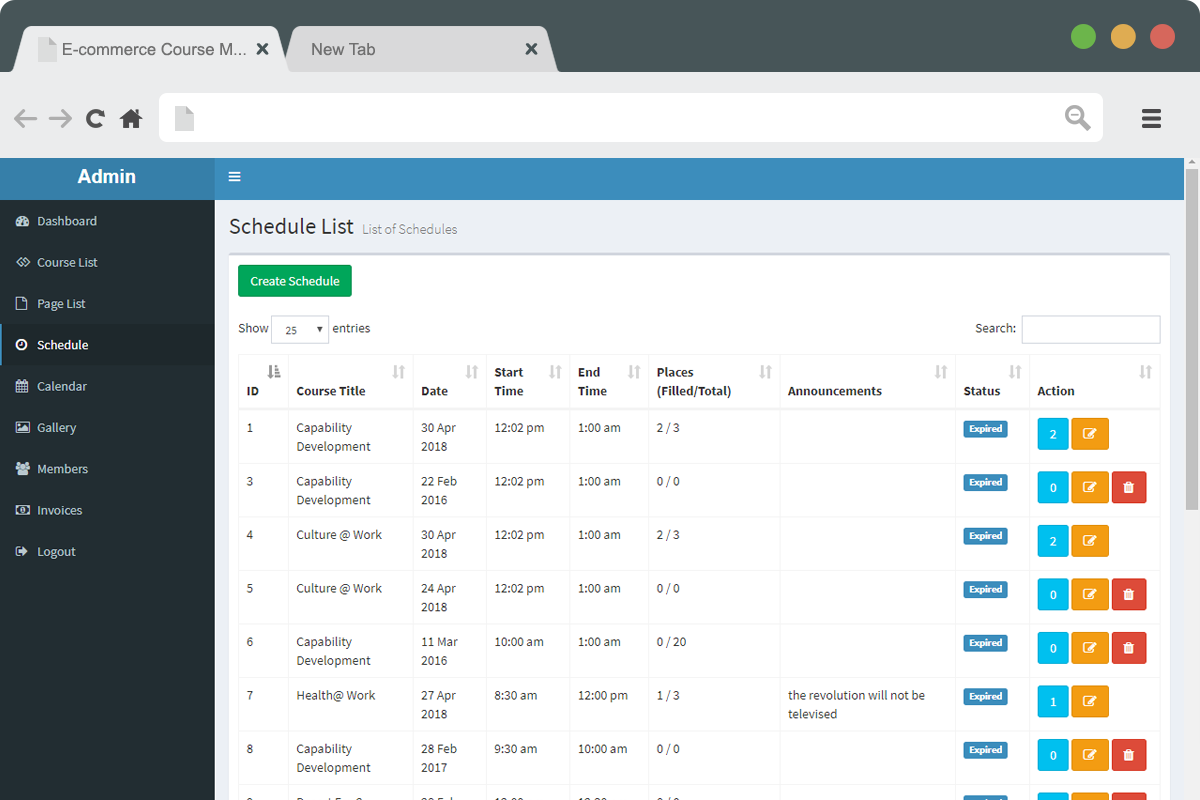 E-commerce Course M...
New Tab
Admin
Dashboard
Course List
Page List
Schedule
Calendar
Gallery
Members
Invoices
Logout
Schedule List List of Schedules
Create Schedule
Show 25 entries
Search:
ID Course Title Date Start Time End Time Places (Filled/Total) Announcements Status Action
1 Capability Development 30 Apr 2018 12:02 pm 1:00 am 2 / 3 Expired 2
3 Capability Development 22 Feb 2016 12:02 pm 1:00 am 0 / 0 Expired 0
4 Culture @ Work 30 Apr 2018 12:02 pm 1:00 am 2 / 3 Expired 2
5 Culture @ Work 24 Apr 2018 12:02 pm 1:00 am 0 / 0 Expired 0
6 Capability Development 11 Mar 2016 10:00 am 1:00 am 0 / 20 Expired 0
7 Health@ Work 27 Apr 2018 8:30 am 12:00 pm 1 / 3 the revolution will not be televised Expired 1
8 Capability Development 28 Feb 2017 9:30 am 10:00 am 0 / 0 Expired 0
Expired